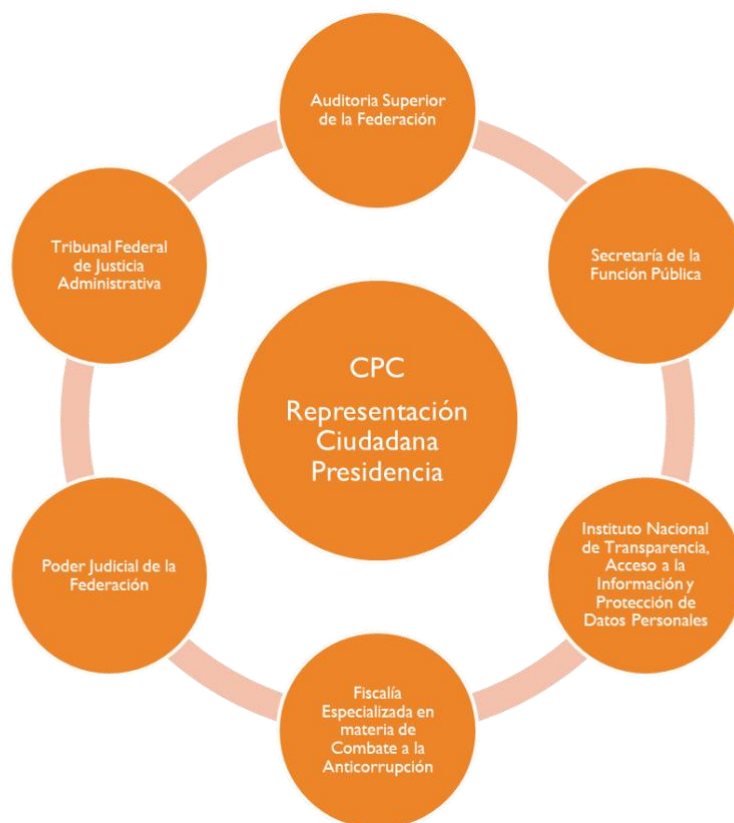 Auditoria Superior
de la Federación
Secretaría de la
Función Pública
Instituto Nacional
de Transparencia,
Acceso a la
Información y
Protección de
Datos Personales
Fiscalía
Especializada en
materia de
Combate a la
Anticorrupción
Poder Judicial de la
Federación
Tribunal Federal
de Justicia
Administrativa
CPC
Representación
Ciudadana
Presidencia